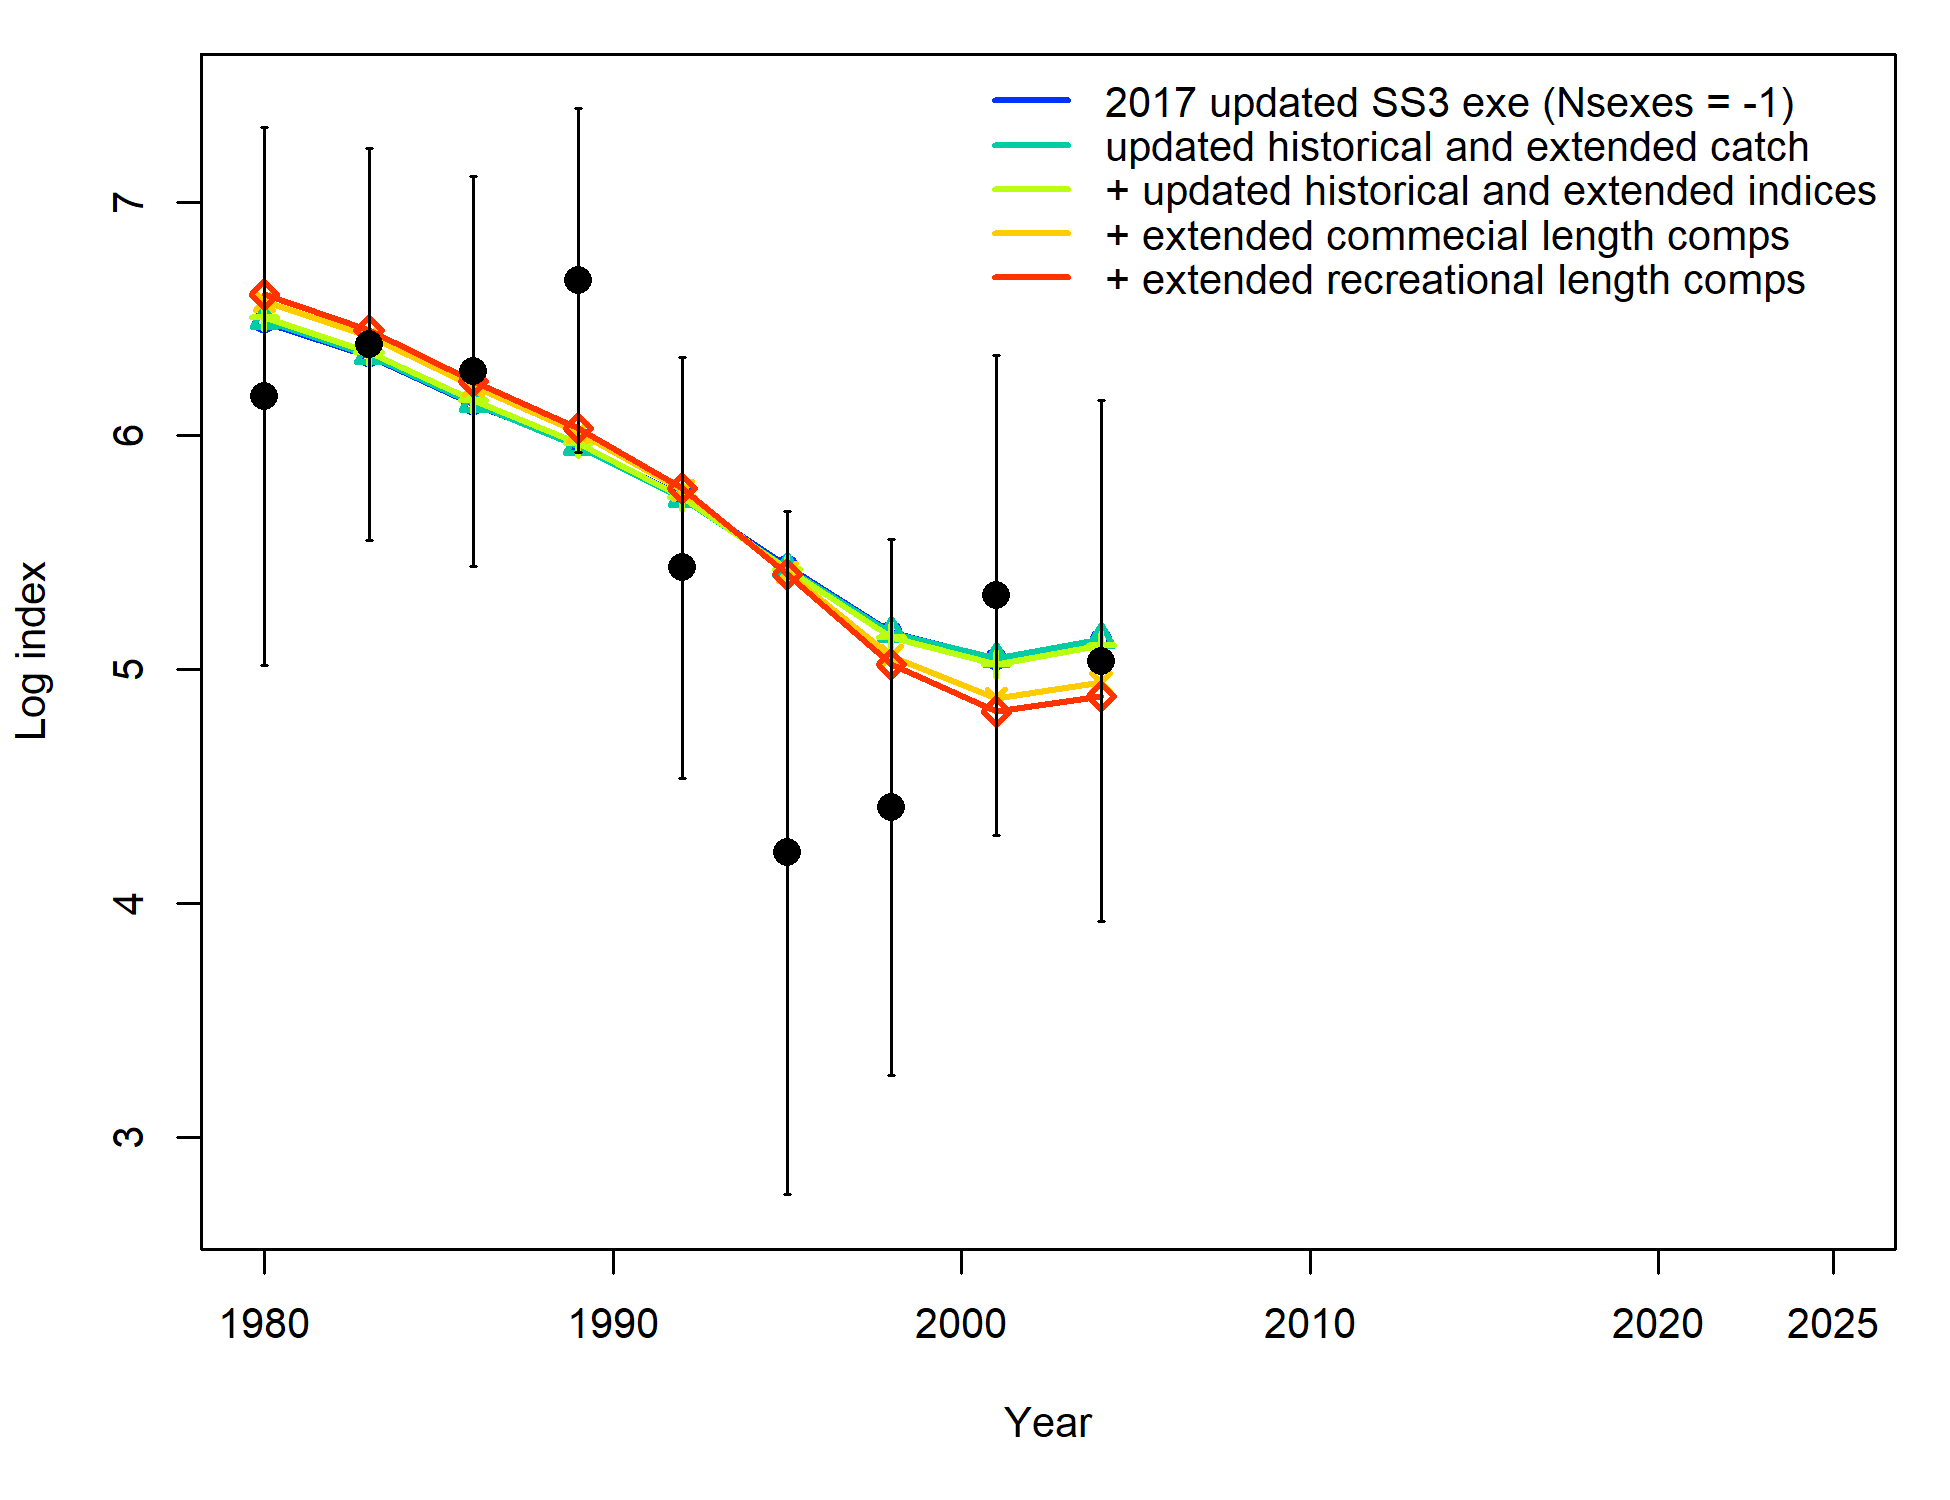 2017 updated SS3 exe (Nsexes = -1)
updated historical and extended catch
+ updated historical and extended indices
+ extended commecial length comps
+ extended recreational length comps
7
6
5
4
3
Log index
1980 1990 2000 2010 2020 2025
Year